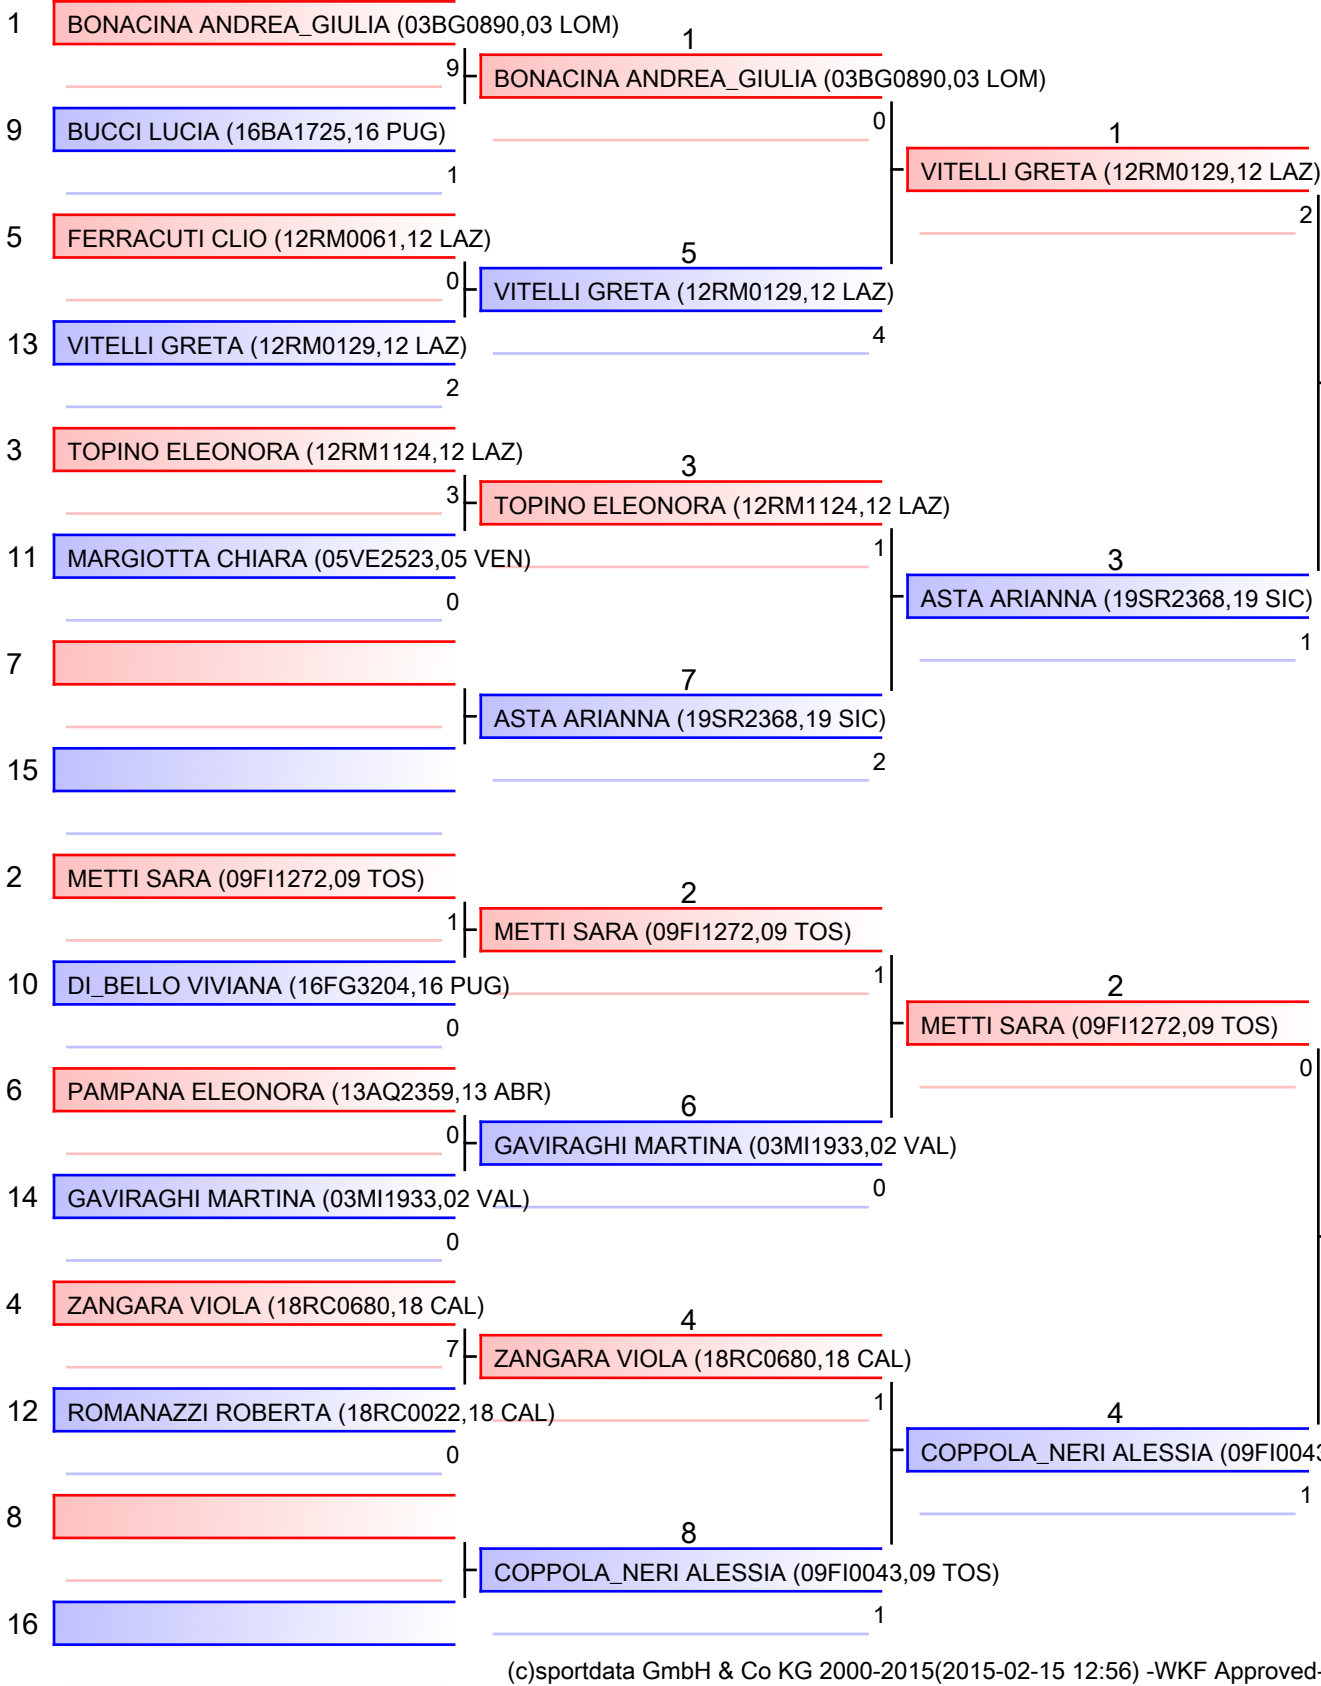 1 BONACINA ANDREA_GIULIA (03BG0890,03 LOM)
9
9 BUCCI LUCIA (16BA1725,16 PUG)
1
5 FERRACUTI CLIO (12RM0061,12 LAZ)
0
13 VITELLI GRETA (12RM0129,12 LAZ)
2
3 TOPINO ELEONORA (12RM1124,12 LAZ)
3
11 MARGIOTTA CHIARA (05VE2523,05 VEN)
0
7
15
2 METTI SARA (09FI1272,09 TOS)
1
10 DI_BELLO VIVIANA (16FG3204,16 PUG)
0
6 PAMPANA ELEONORA (13AQ2359,13 ABR)
0
14 GAVIRAGHI MARTINA (03MI1933,02 VAL)
0
4 ZANGARA VIOLA (18RC0680,18 CAL)
7
12 ROMANAZZI ROBERTA (18RC0022,18 CAL)
0
8
16
1
BONACINA ANDREA_GIULIA (03BG0890,03 LOM)
0
5
VITELLI GRETA (12RM0129,12 LAZ)
4
3
TOPINO ELEONORA (12RM1124,12 LAZ)
1
7
ASTA ARIANNA (19SR2368,19 SIC)
2
2
METTI SARA (09FI1272,09 TOS)
1
6
GAVIRAGHI MARTINA (03MI1933,02 VAL)
0
4
ZANGARA VIOLA (18RC0680,18 CAL)
1
8
COPPOLA_NERI ALESSIA (09FI0043,09 TOS)
1
1
VITELLI GRETA (12RM0129,12 LAZ)
2
3
ASTA ARIANNA (19SR2368,19 SIC)
1
2
METTI SARA (09FI1272,09 TOS)
0
4
COPPOLA_NERI ALESSIA (09FI0043
1
(c)sportdata GmbH & Co KG 2000-2015(2015-02-15 12:56) -WKF Approved-